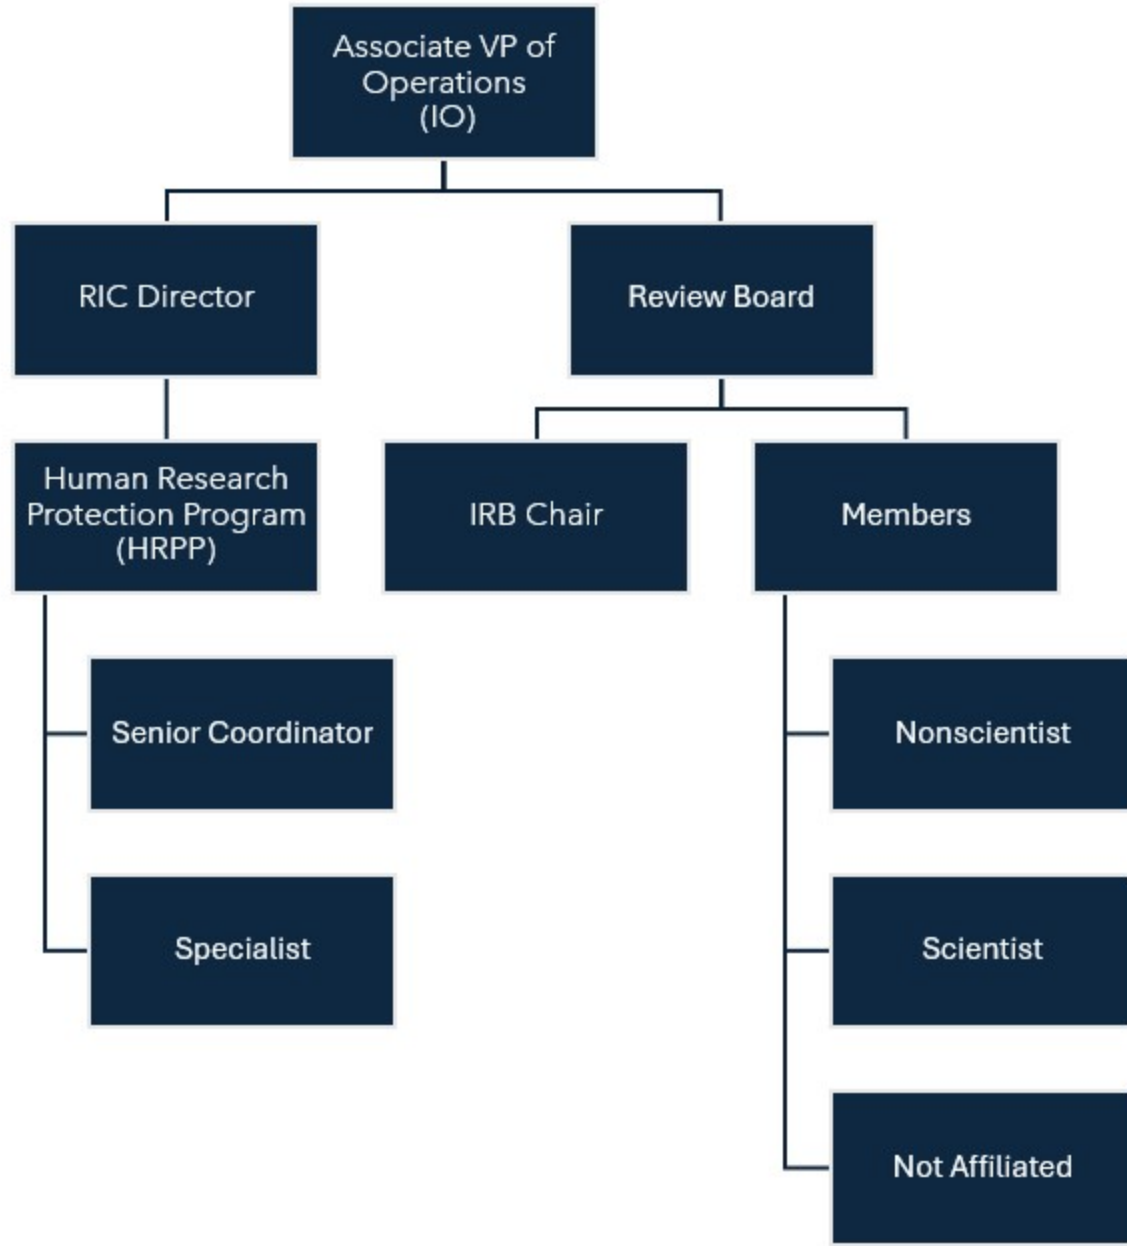 Associate VP of
Operations
(IO)
RIC Director
Review Board
Human Research
Protection Program
(HRPP)
IRB Chair
Members
Senior Coordinator
Nonscientist
Specialist
Scientist
Not Affiliated